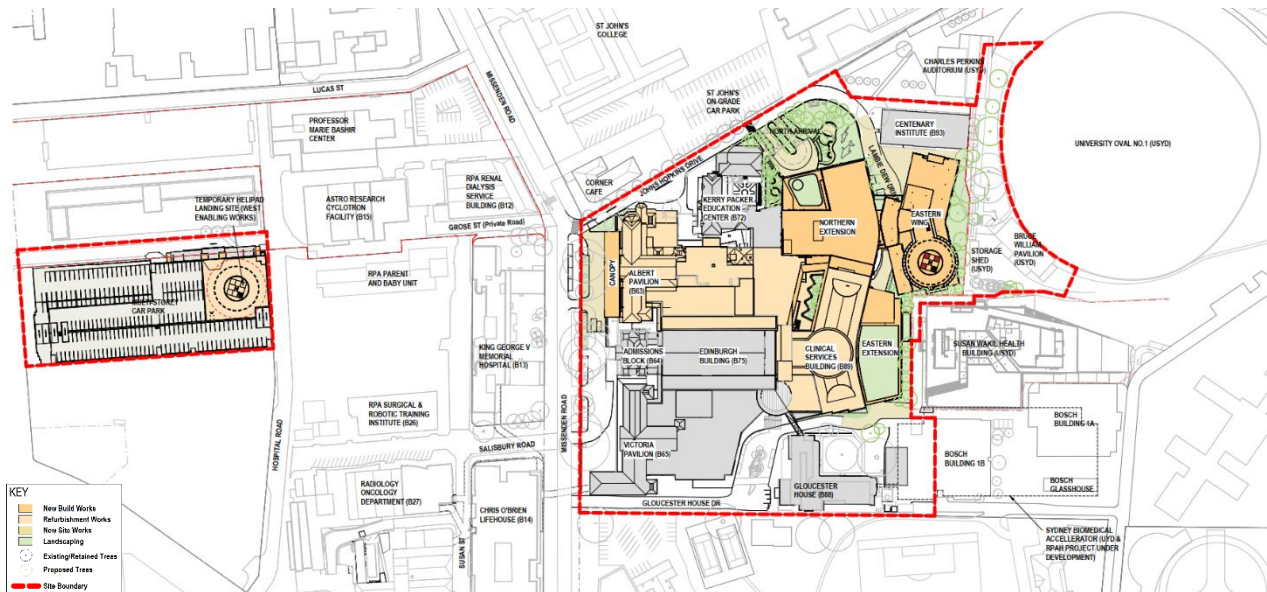 ST JOHN'S
COLLEGE
CHARLES PERKINS
AUDITORIUM (USYD)
LUCAS ST
MISSENDEN ROAD
ST JOHN'S
ON-GRADE
CAR PARK
PROFESSOR
MARIE BASHIR
CENTER
NORTH ARRIVAL
CENTENARY
INSTITUTE (B93)
UNIVERSITY OVAL NO.1 (USYD)
LAMBIE DEW DRIVE
JOHN HOPKINS DRIVE
CORNER
CAFE
RPA RENAL
DIALYSIS
SERVICE
BUILDING (B12)
TEMPORARY HELIPAD
LANDING SITE (WEST
ENABLING WORKS)
ASTRO RESEARCH
CYCLOTRON
FACILITY (B15)
KERRY PACKER
EDUCATION
CENTER (B72)
GROSE ST (Private Road)
NORTHERN
EXTENSION
EASTERN
WING
BRUCE
WILLIAM
PAVILION
(USYD)
STORAGE
SHED
(USYD)
CANOPY
ALBERT
PAVILION
(B63)
RPA PARENT
AND BABY UNIT
MULTI-STOREY
CAR PARK
KING GEORGE V
MEMORIAL
HOSPITAL (B13)
ADMISSIONS
BLOCK (B64)
EDINBURGH
BUILDING (B75)
CLINICAL
SERVICES
BUILDING (B89)
EASTERN
EXTENSION
SUSAN WAKIL HEALTH
BUILDING (USYD)
RPA SURGICAL &
ROBOTIC TRAINING
INSTITUTE (B26)
MISSENDEN ROAD
BOSCH
BUILDING 1A
HOSPITAL ROAD
SALISBURY ROAD
VICTORIA
PAVILION (B65)
BOSCH
BUILDING 1B
RADIOLOGY
ONCOLOGY
DEPARTMENT (B27)
GLOUCESTER
HOUSE (B88)
BOSCH
GLASSHOUSE
GLOUCESTER HOUSE DR
CHRIS O'BRIEN
LIFEHOUSE (B14)
SUSAN ST
SYDNEY BIOMEDICAL
ACCELLERATOR (UYD &
RPAH PROJECT UNDER
DEVELOPMENT)
KEY
New Build Works
Refurbishment Works
New Site Works
Landscaping
Existing/Retained Trees
Proposed Trees
Site Boundary